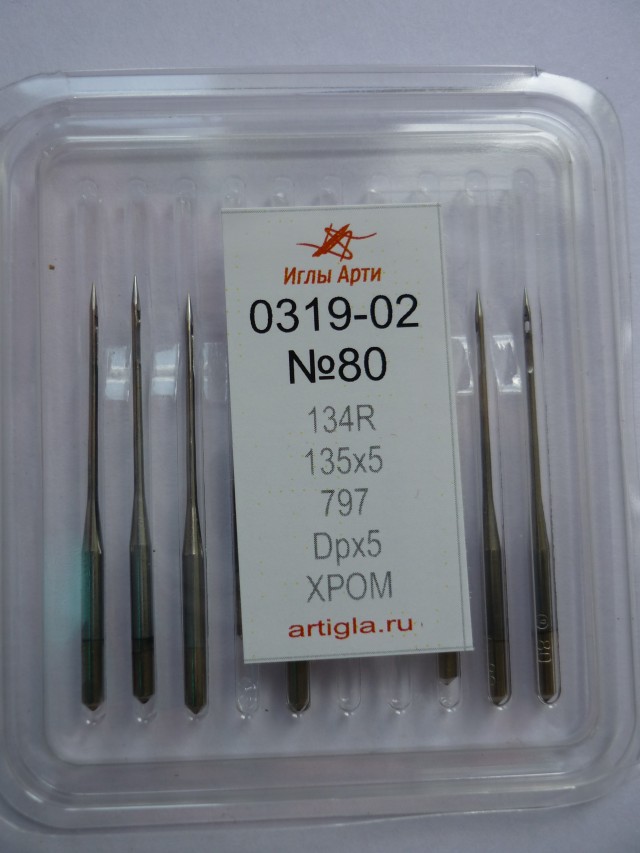 Иглы Арти
0319-02
№80
134R
135x5
797
Dpx5
ХРОМ
artigla.ru